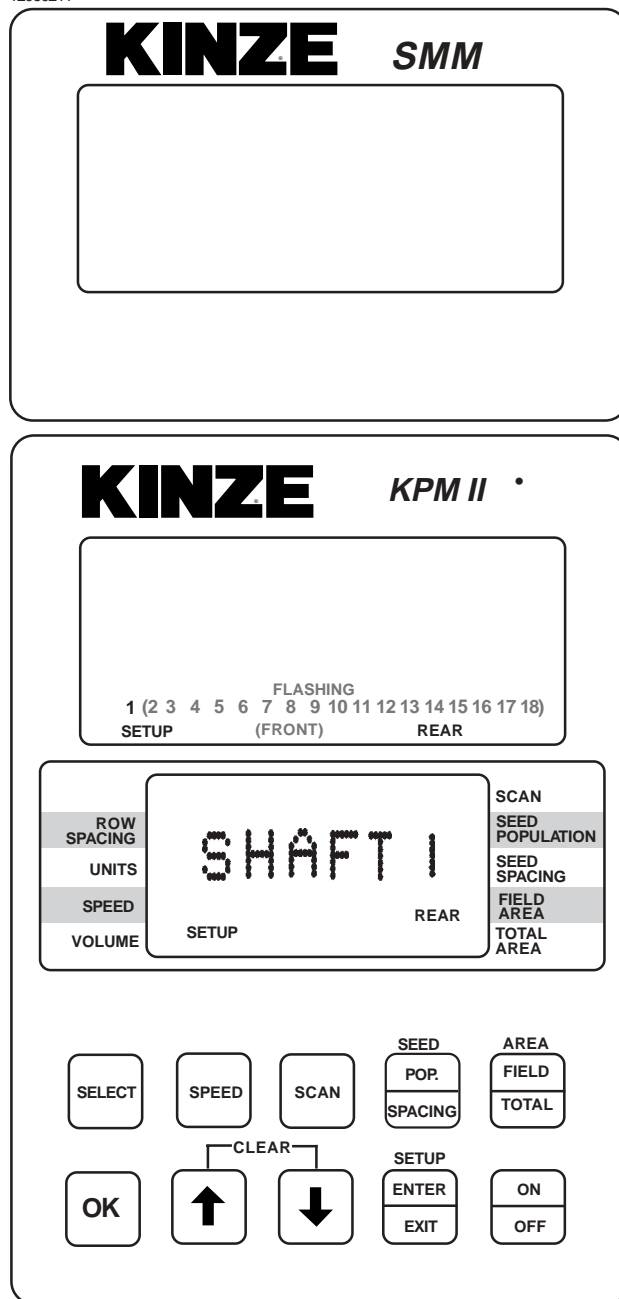 KINZE® SMM
KINZE® KPM II
FLASHING
1 (2 3 4 5 6 7 8 9 10 11 12 13 14 15 16 17 18)
SETUP (FRONT) REAR
ROW
SPACING
UNITS
SPEED
VOLUME
SHAFT 1
SETUP
REAR
SCAN
SEED
POPULATION
SEED
SPACING
FIELD
AREA
TOTAL
AREA
SELECT
SPEED
SCAN
SEED
POP.
SPACING
AREA
FIELD
TOTAL
OK
CLEAR
SETUP
ENTER
EXIT
ON
OFF